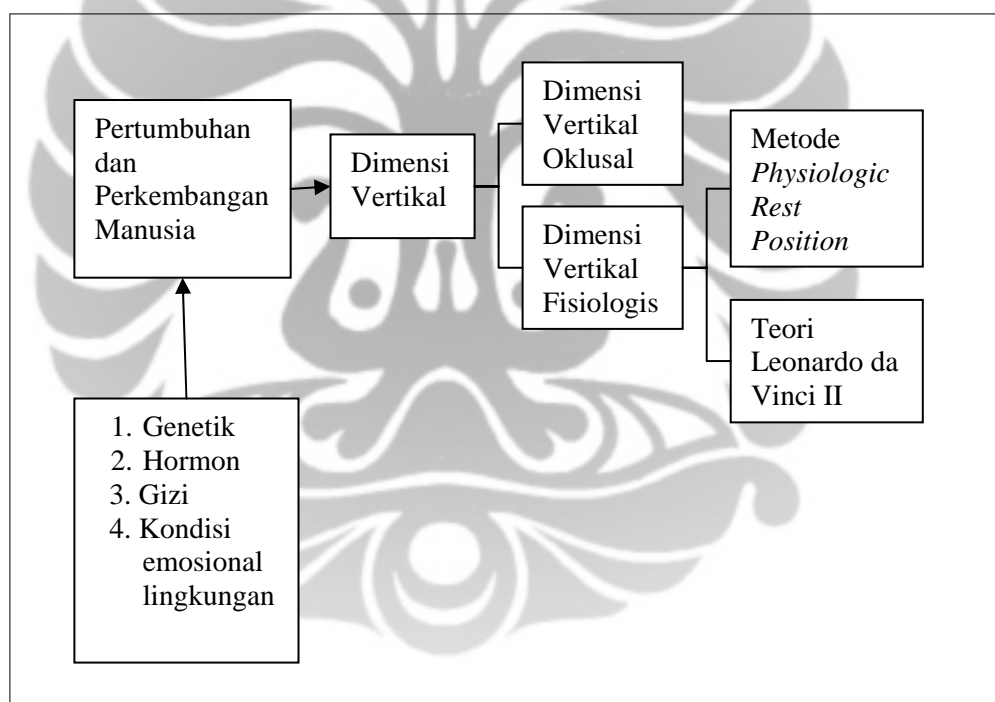 Pertumbuhan
dan
Perkembangan
Manusia
Dimensi
Vertikal
Dimensi
Vertikal
Oklusal
Dimensi
Vertikal
Fisiologis
Metode
Physiologic
Rest
Position
Teori
Leonardo da
Vinci II
1. Genetik
2. Hormon
3. Gizi
4. Kondisi
emosional
lingkungan